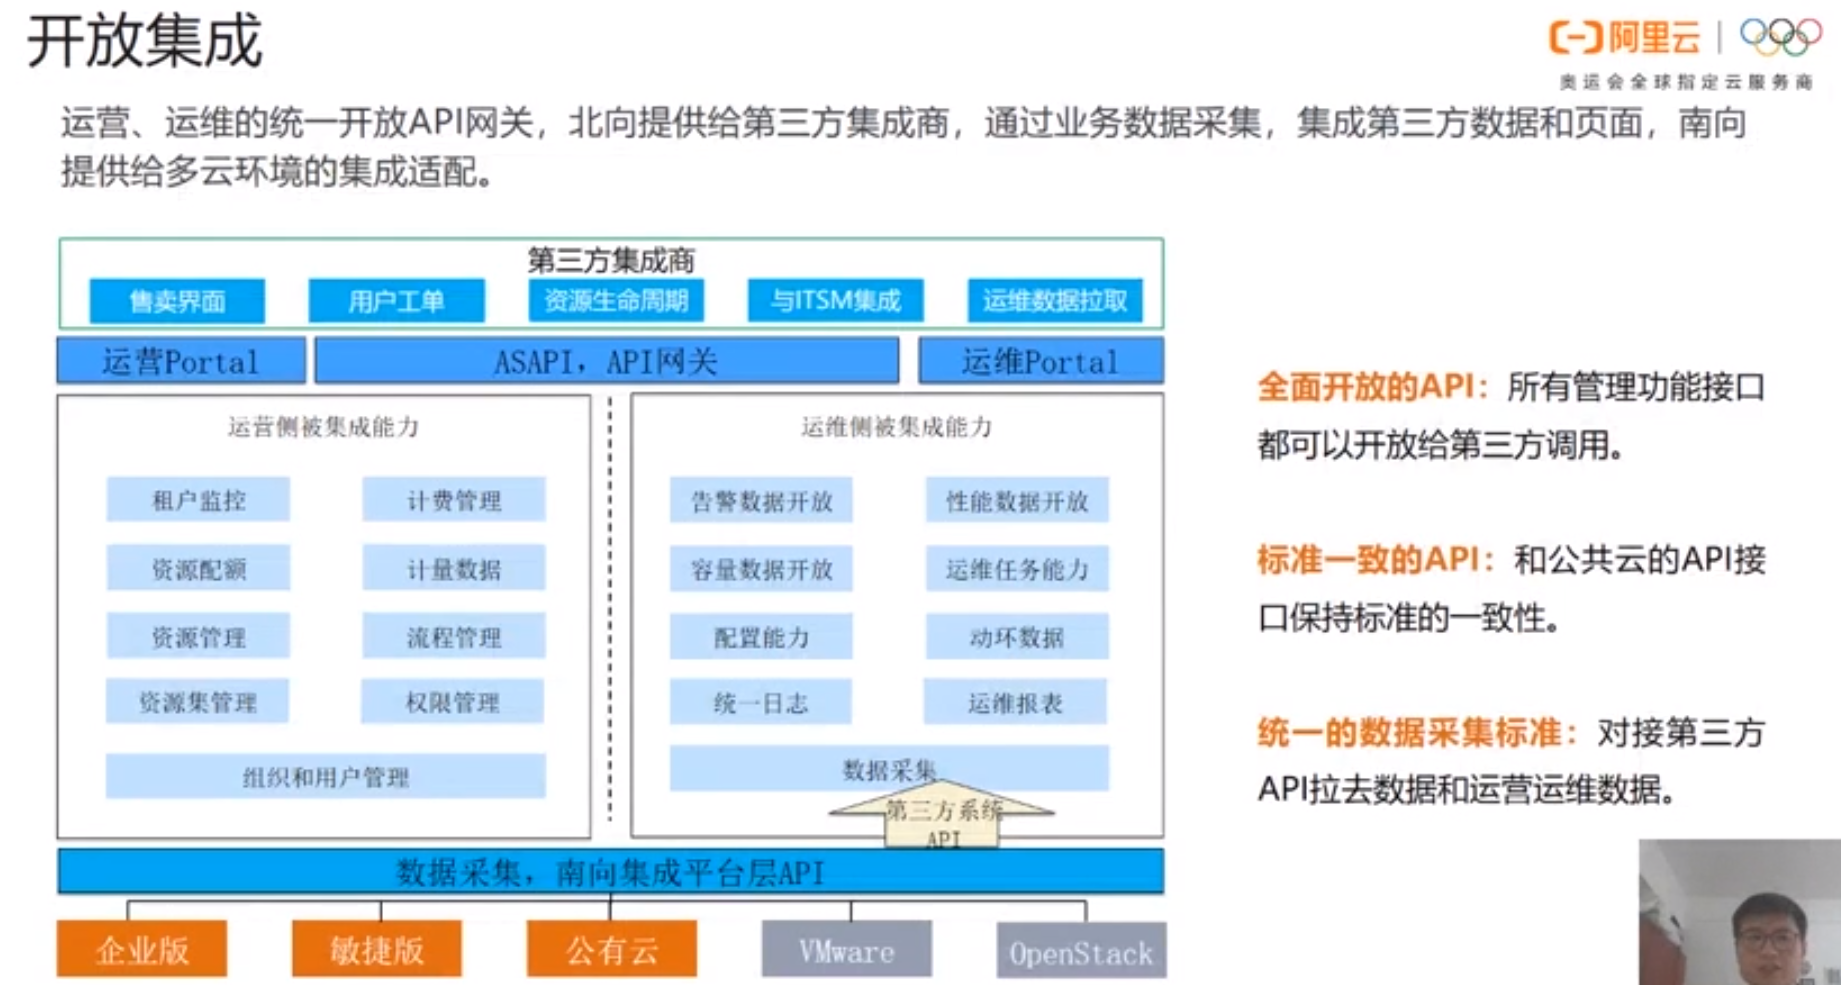 开放集成
阿里云
奥运会全球指定云服务商
运营、运维的统一开放API网关，北向提供给第三方集成商，通过业务数据采集，集成第三方数据和页面，南向
提供给多云环境的集成适配。
第三方集成商
售卖界面 用户工单 资源生命周期 与ITSM集成 运维数据拉取
运营Portal ASAPI，API网关 运维Portal
运营侧被集成能力
租户监控 计费管理
资源配额 计量数据
资源管理 流程管理
资源集管理 权限管理
组织和用户管理
运维侧被集成能力
告警数据开放 性能数据开放
容量数据开放 运维任务能力
配置能力 动环数据
统一日志 运维报表
数据采集
第三方系统
API
数据采集，南向集成平台层API
企业版 敏捷版 公有云 VMware OpenStack
全面开放的API：所有管理功能接口
都可以开放给第三方调用。
标准一致的API：和公共云的API接
口保持标准的一致性。
统一的数据采集标准：对接第三方
API拉去数据和运营运维数据。